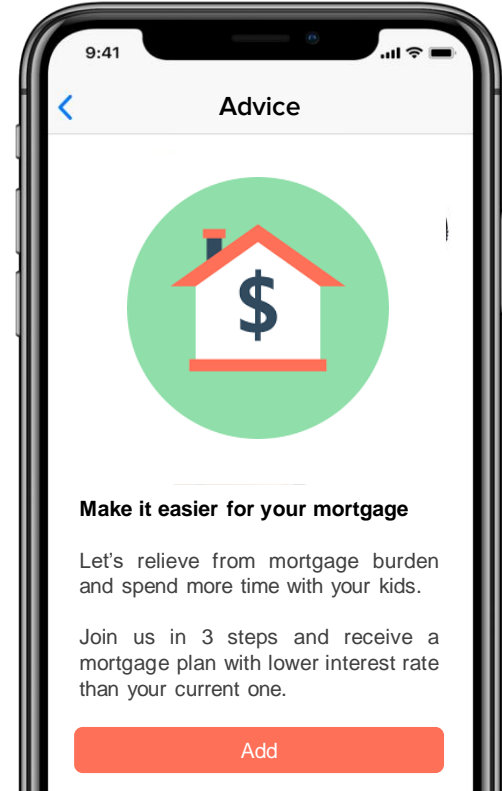 9:41
Advice
$
Make it easier for your mortgage
Let's relieve from mortgage burden
and spend more time with your kids.
Join us in 3 steps and receive a
mortgage plan with lower interest rate
than your current one.
Add